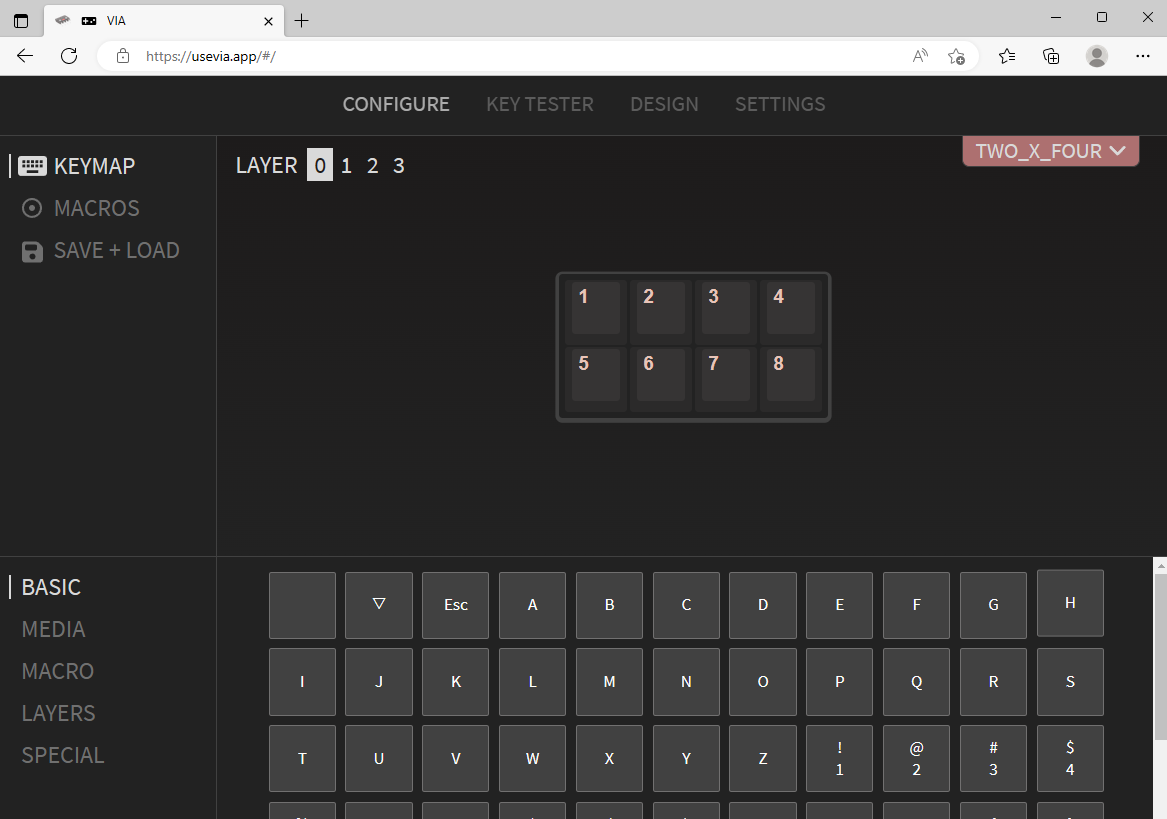 VIA
https://usevia.app/#/
CONFIGURE KEY TESTER DESIGN SETTINGS
KEYMAP
MACROS
SAVE + LOAD
LAYER 0 1 2 3
TWO_X_FOUR
1 2 3 4
5 6 7 8
BASIC
MEDIA
MACRO
LAYERS
SPECIAL
▽ Esc A B C D E F G H
I J K L M N O P Q R S
T U V W X Y Z ! @ # $
1 2 3 4